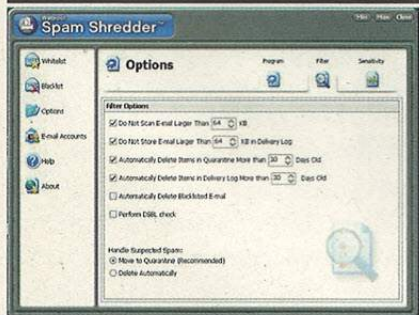 Webroot
Spam Shredder™
Min Max Close
Whitelist
Blacklist
Options
E-mail Accounts
Help
About
Options
Program
Filter
Sensitivity
Filter Options
Do Not Scan E-mail Larger Than 64 KB
Do Not Store E-mail Larger Than 64 KB in Delivery Log
Automatically Delete Items in Quarantine More than 30 Days Old
Automatically Delete Items in Delivery Log More than 30 Days Old
Automatically Delete Blacklisted E-mail
Perform DSBL check
Handle Suspected Spam:
Move to Quarantine (Recommended)
Delete Automatically